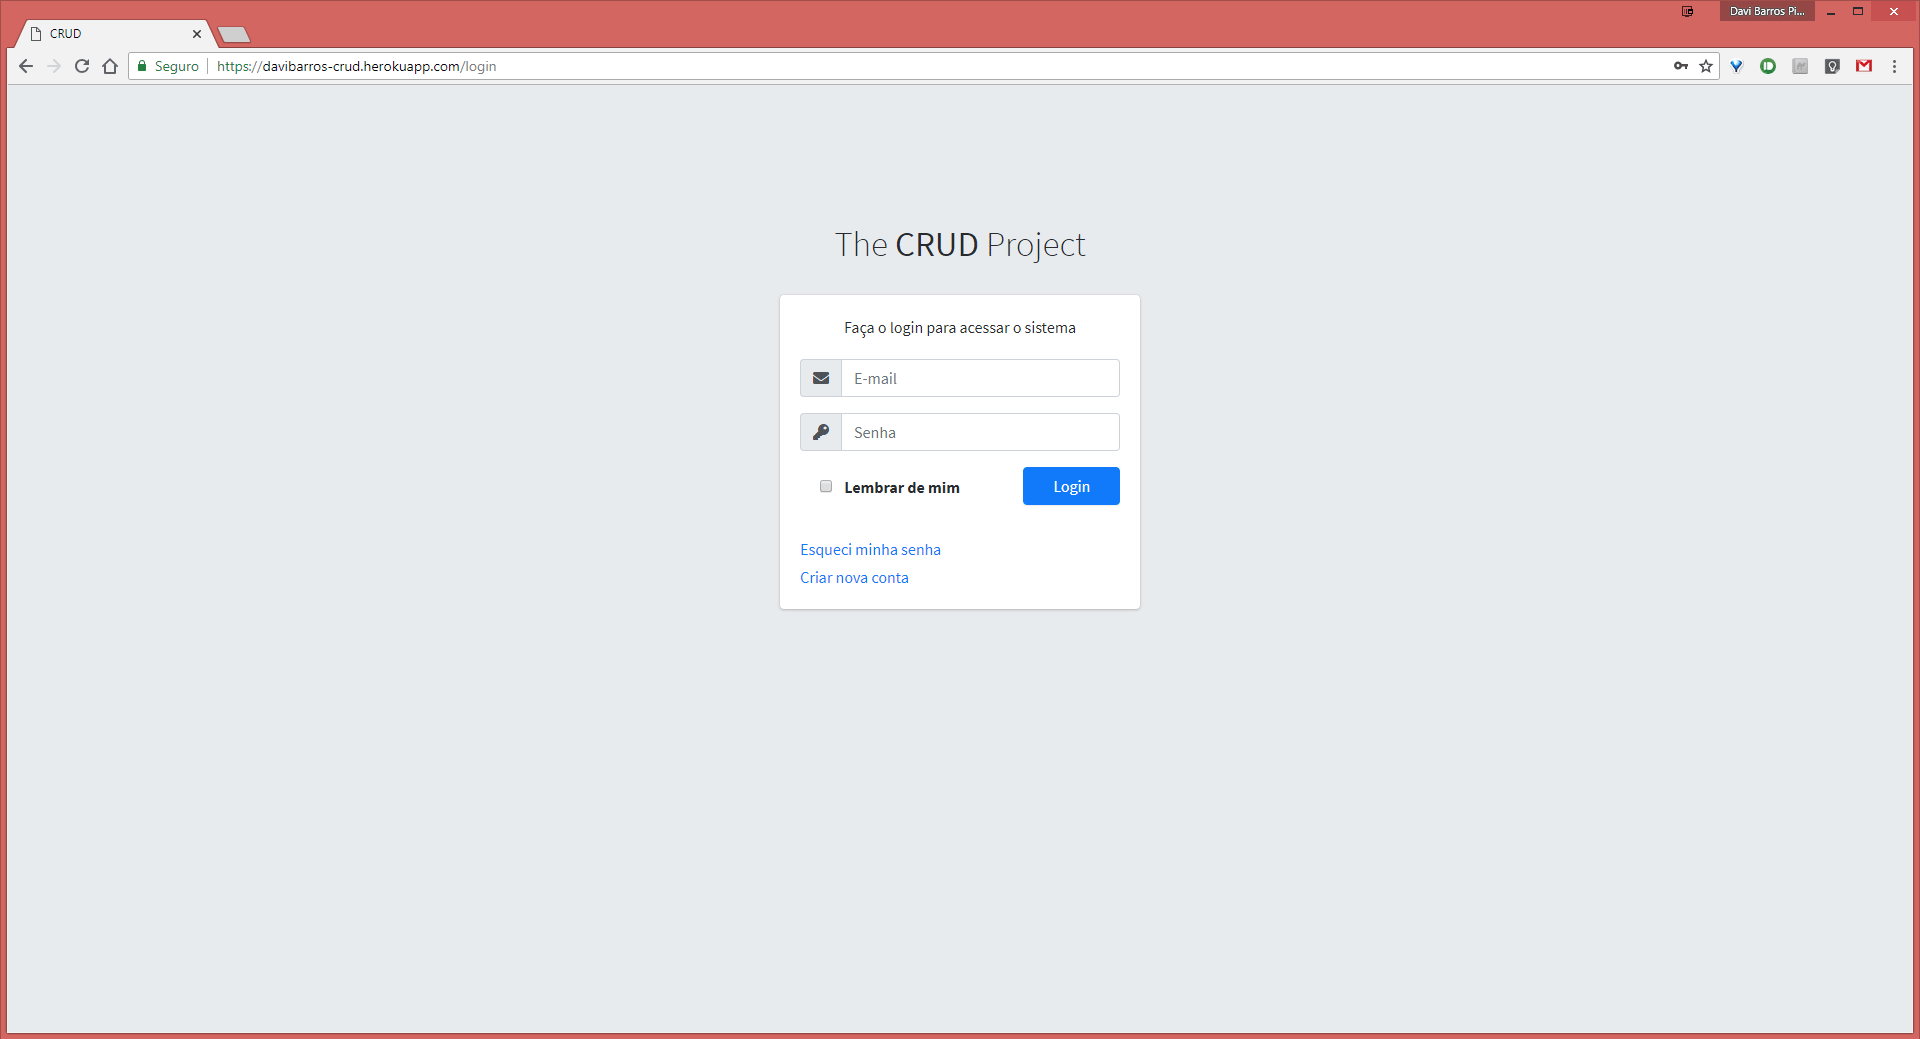 Davi Barros Pi...
CRUD
Seguro https://davibarros-crud.herokuapp.com/login
The CRUD Project
Faça o login para acessar o sistema
E-mail
Senha
Lembrar de mim Login
Esqueci minha senha
Criar nova conta